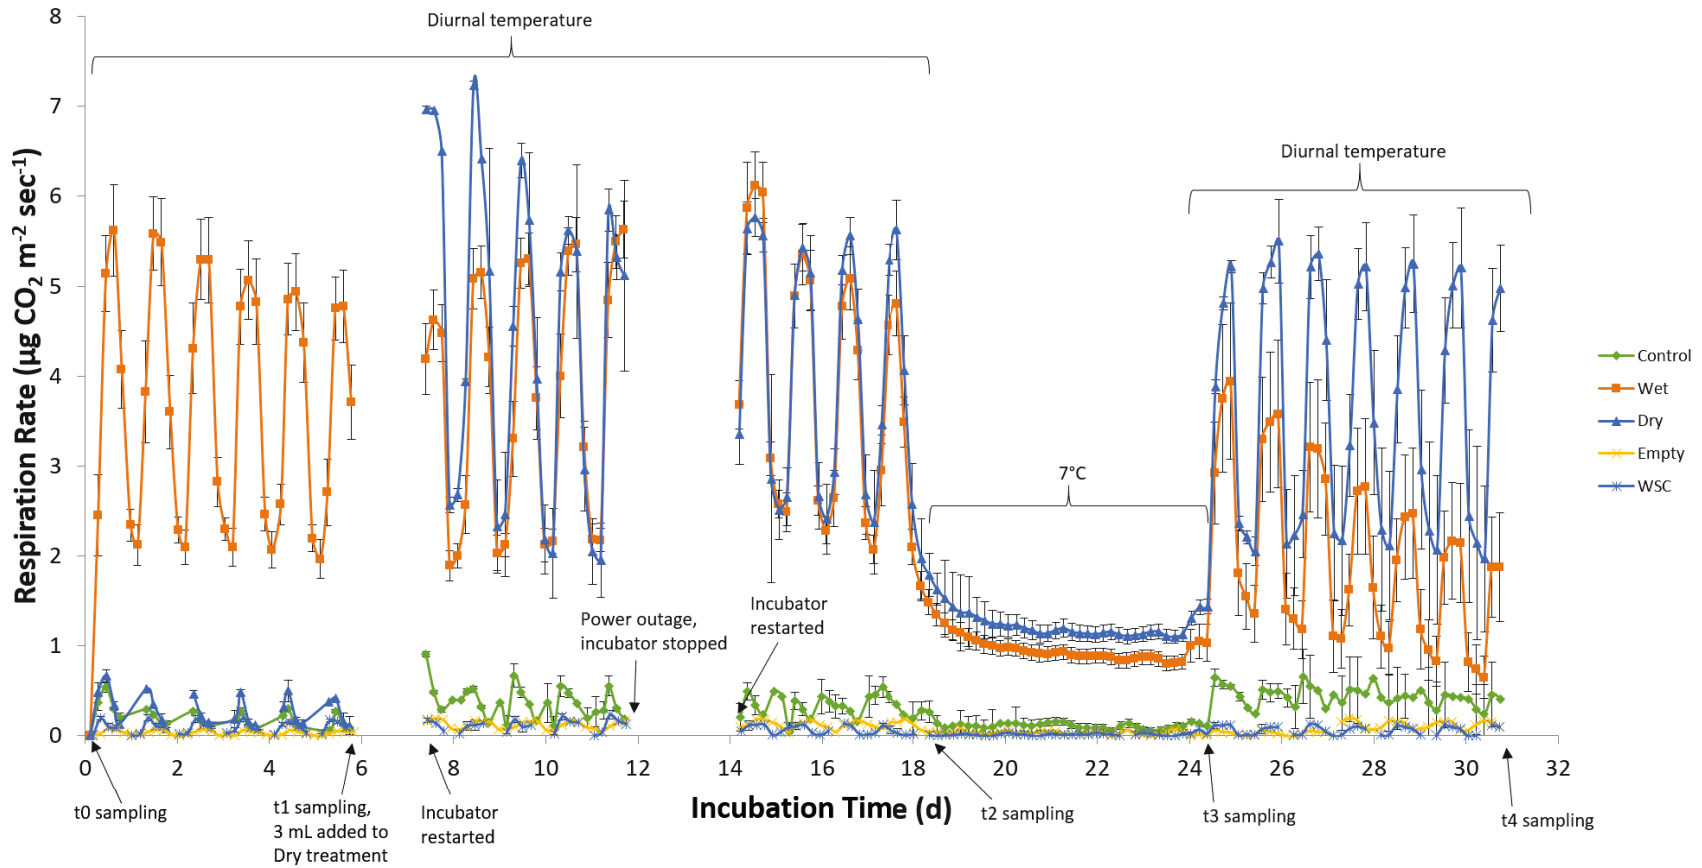 Diurnal temperature
8
7
6
5
4
3
2
1
0
Respiration Rate (µg CO₂ m⁻² sec⁻¹)
Diurnal temperature
7°C
Power outage,
incubator stopped
Incubator
restarted
Control
Wet
Dry
Empty
WSC
0 2 4 6 8 10 12 14 16 18 20 22 24 26 28 30 32
Incubation Time (d)
t0 sampling
t1 sampling,
3 mL added to
Dry treatment
Incubator
restarted
t2 sampling
t3 sampling
t4 sampling